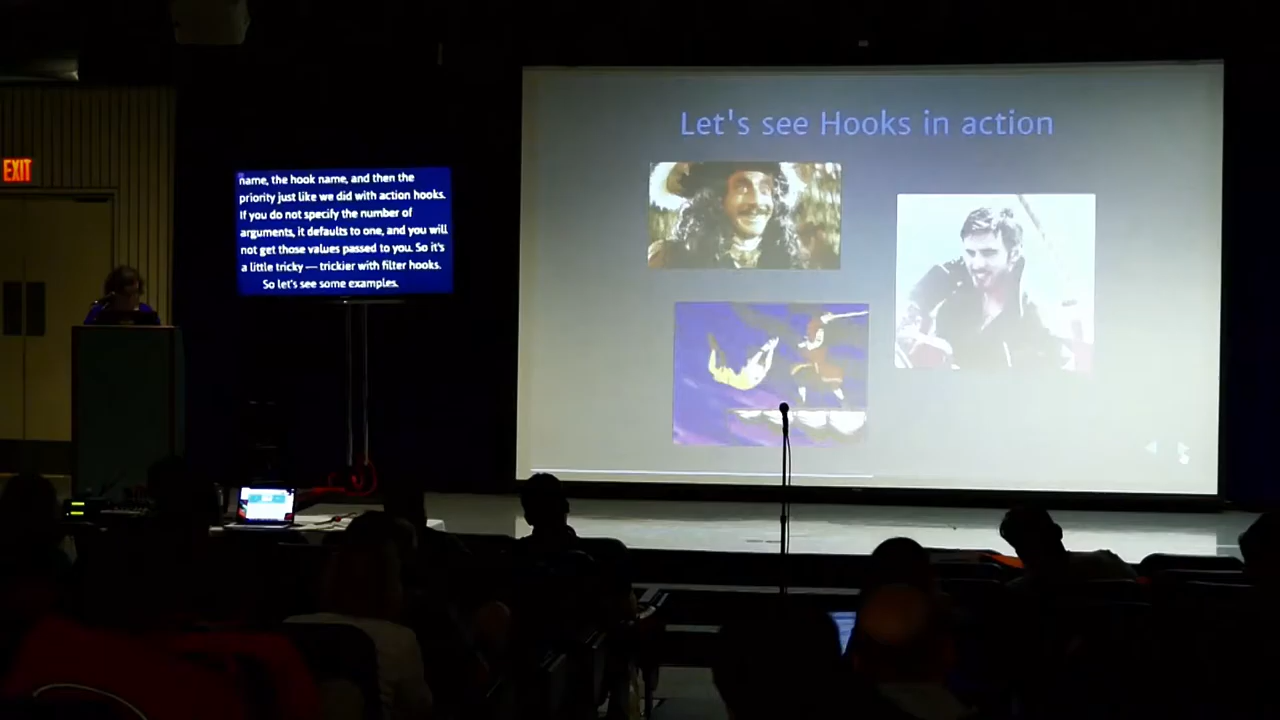 EXIT
name, the hook name, and then the
priority just like we did with action hooks.
If you do not specify the number of
arguments, it defaults to one, and you will
not get those values passed to you. So it's
a little tricky — trickier with filter hooks.
So let's see some examples.
Let's see Hooks in action